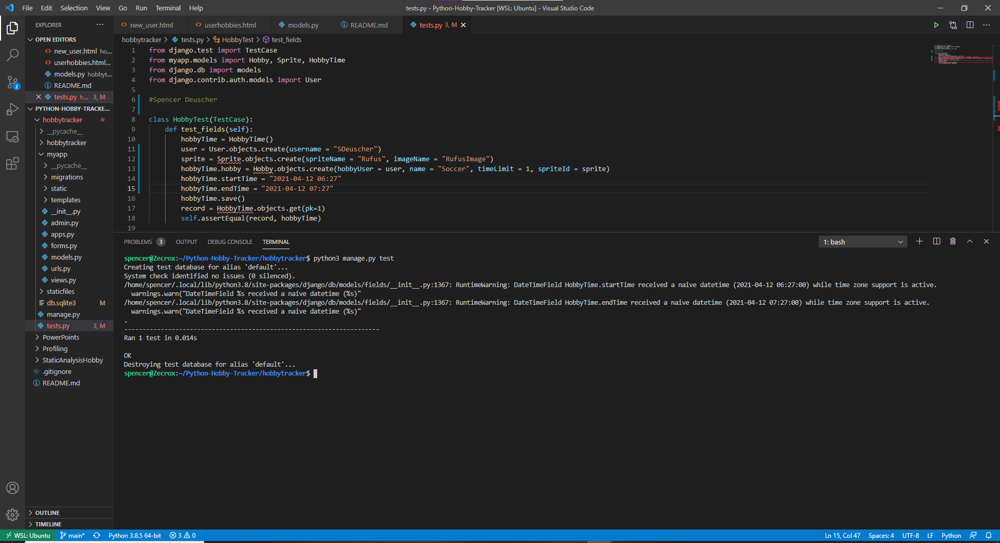 File Edit Selection View Go Run Terminal Help
tests.py - Python-Hobby-Tracker [WSL: Ubuntu] - Visual Studio Code
EXPLORER ···
new_user.html
userhobbies.html
models.py
README.md
tests.py 3, M
OPEN EDITORS
new_user.html ho...
userhobbies.html...
models.py hobbyt...
README.md
tests.py h... 3, M
2
PYTHON-HOBBY-TRACKE...
hobbytracker
__pycache__
hobbytracker
myapp
__pycache__
migrations
static
templates
__init__.py
admin.py
apps.py
forms.py
models.py
urls.py
views.py
staticfiles
db.sqlite3 M
manage.py
tests.py 3, M
PowerPoints
Profiling
StaticAnalysisHobby
.gitignore
README.md
OUTLINE
TIMELINE
hobbytracker > tests.py > HobbyTest > test_fields
1 from django.test import TestCase
2 from myapp.models import Hobby, Sprite, HobbyTime
3 from django.db import models
4 from django.contrib.auth.models import User
5
6 #Spencer Deuscher
7
8 class HobbyTest(TestCase):
9 def test_fields(self):
10 hobbyTime = HobbyTime()
11 user = User.objects.create(username = "SDeuscher")
12 sprite = Sprite.objects.create(spriteName = "Rufus", imageName = "RufusImage")
13 hobbyTime.hobby = Hobby.objects.create(hobbyUser = user, name = "Soccer", timeLimit = 1, spriteId = sprite)
14 hobbyTime.startTime = "2021-04-12 06:27"
15 hobbyTime.endTime = "2021-04-12 07:27"
16 hobbyTime.save()
17 record = HobbyTime.objects.get(pk=1)
18 self.assertEqual(record, hobbyTime)
19
PROBLEMS 3 OUTPUT DEBUG CONSOLE TERMINAL
1: bash
spencer@Zecrox:~/Python-Hobby-Tracker/hobbytracker$ python3 manage.py test
Creating test database for alias 'default'...
System check identified no issues (0 silenced).
/home/spencer/.local/lib/python3.8/site-packages/django/db/models/fields/__init__.py:1367: RuntimeWarning: DateTimeField HobbyTime.startTime received a naive datetime (2021-04-12 06:27:00) while time zone support is active.
warnings.warn("DateTimeField %s received a naive datetime (%s)"
/home/spencer/.local/lib/python3.8/site-packages/django/db/models/fields/__init__.py:1367: RuntimeWarning: DateTimeField HobbyTime.endTime received a naive datetime (2021-04-12 07:27:00) while time zone support is active.
warnings.warn("DateTimeField %s received a naive datetime (%s)"
.
----------------------------------------------------------------------
Ran 1 test in 0.014s
OK
Destroying test database for alias 'default'...
spencer@Zecrox:~/Python-Hobby-Tracker/hobbytracker$
WSL: Ubuntu main* Python 3.8.5 64-bit 3 0
Ln 15, Col 47 Spaces: 4 UTF-8 LF Python